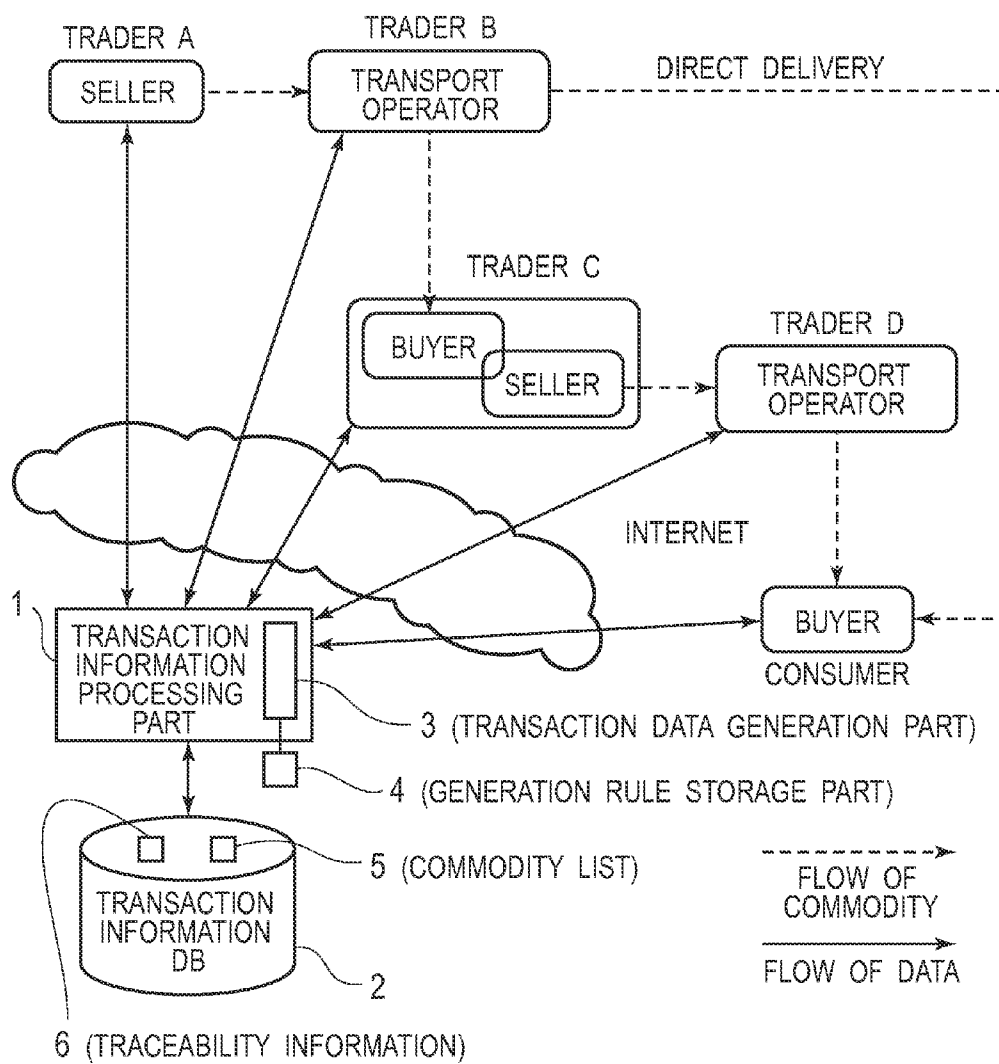 TRADER A
SELLER
TRADER B
TRANSPORT
OPERATOR
DIRECT DELIVERY
TRADER C
BUYER
SELLER
TRADER D
TRANSPORT
OPERATOR
INTERNET
1
TRANSACTION
INFORMATION
PROCESSING
PART
BUYER
CONSUMER
3 (TRANSACTION DATA GENERATION PART)
4 (GENERATION RULE STORAGE PART)
5 (COMMODITY LIST)
TRANSACTION
INFORMATION
DB
2
6 (TRACEABILITY INFORMATION)
FLOW OF
COMMODITY
FLOW OF DATA